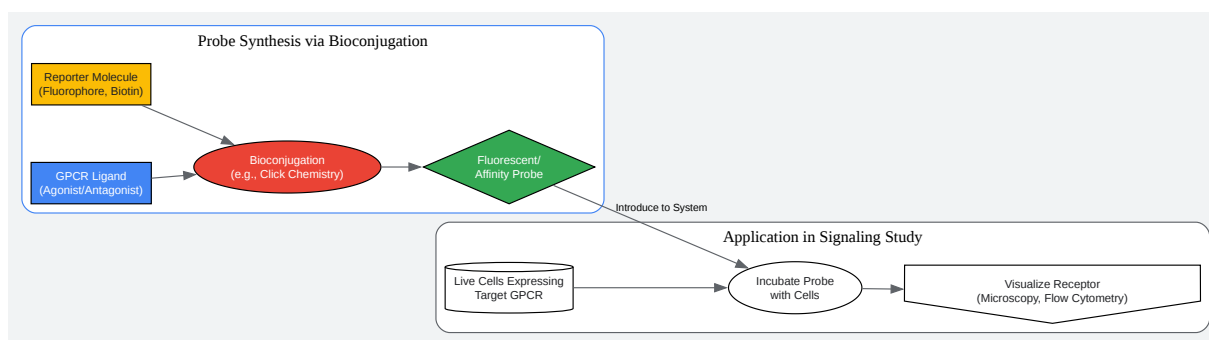 Probe Synthesis via Bioconjugation
Reporter Molecule
(Fluorophore, Biotin)
GPCR Ligand
(Agonist/Antagonist)
Bioconjugation
(e.g., Click Chemistry)
Fluorescent/
Affinity Probe
Introduce to System
Application in Signaling Study
Live Cells Expressing
Target GPCR
Incubate Probe
with Cells
Visualize Receptor
(Microscopy, Flow Cytometry)